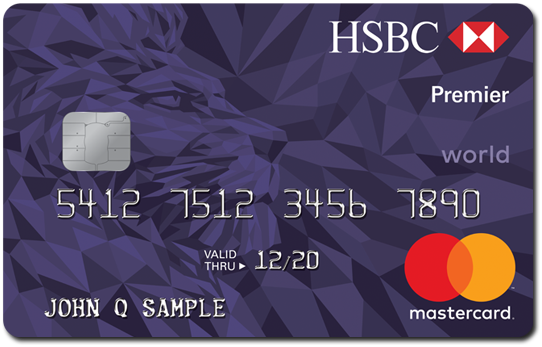 HSBC
Premier
world
5412 7512 3456 7890
VALID
THRU 12/20
JOHN Q SAMPLE
mastercard.